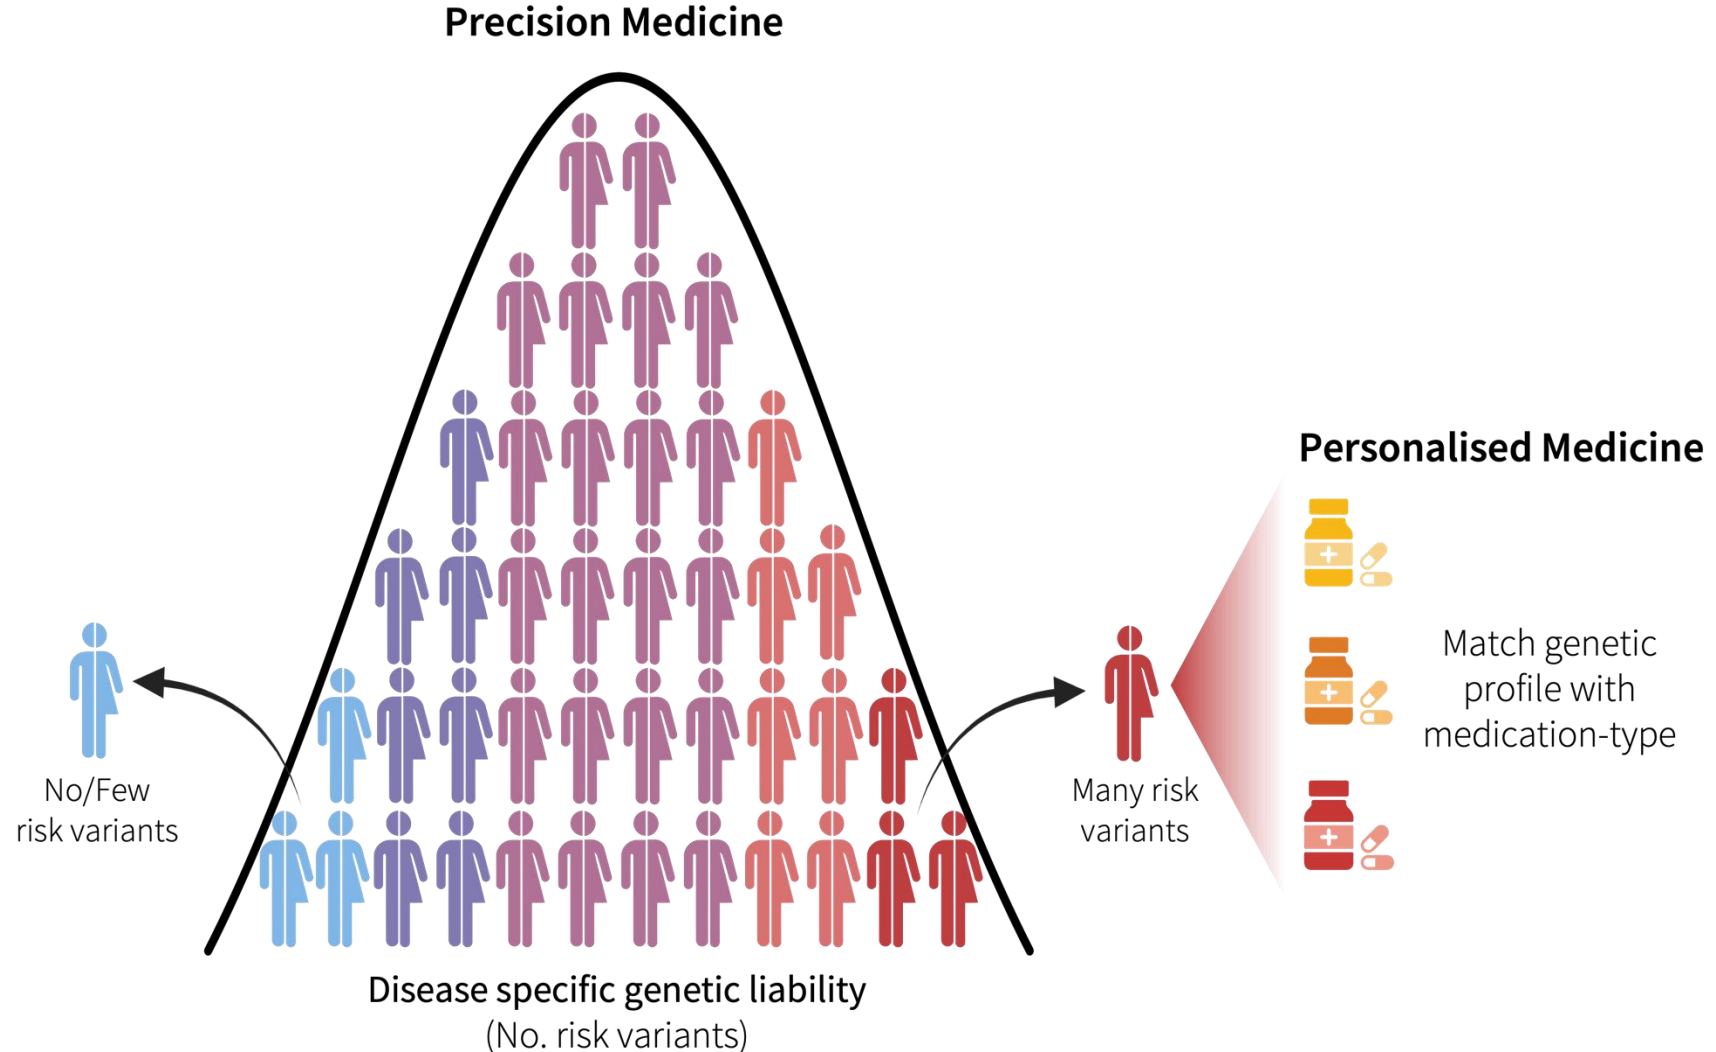 Precision Medicine
Personalised Medicine
Match genetic
profile with
medication-type
No/Few
risk variants
Many risk
variants
Disease specific genetic liability
(No. risk variants)